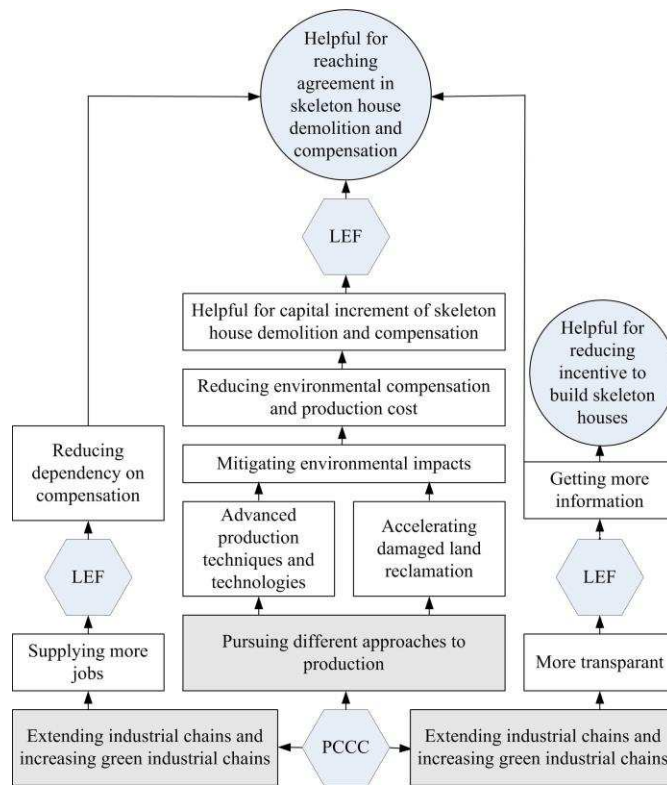 Helpful for
reaching
agreement in
skeleton house
demolition and
compensation
LEF
Helpful for capital increment of skeleton
house demolition and compensation
Helpful for
reducing
incentive to
build skeleton
houses
Reducing environmental compensation
and production cost
Reducing
dependency on
compensation
Mitigating environmental impacts
Getting more
information
Advanced
production
techniques and
technologies
Accelerating
damaged land
reclamation
LEF
LEF
Pursuing different approaches to
production
Supplying more
jobs
More transparant
Extending industrial chains and
increasing green industrial chains
PCCC
Extending industrial chains and
increasing green industrial chains